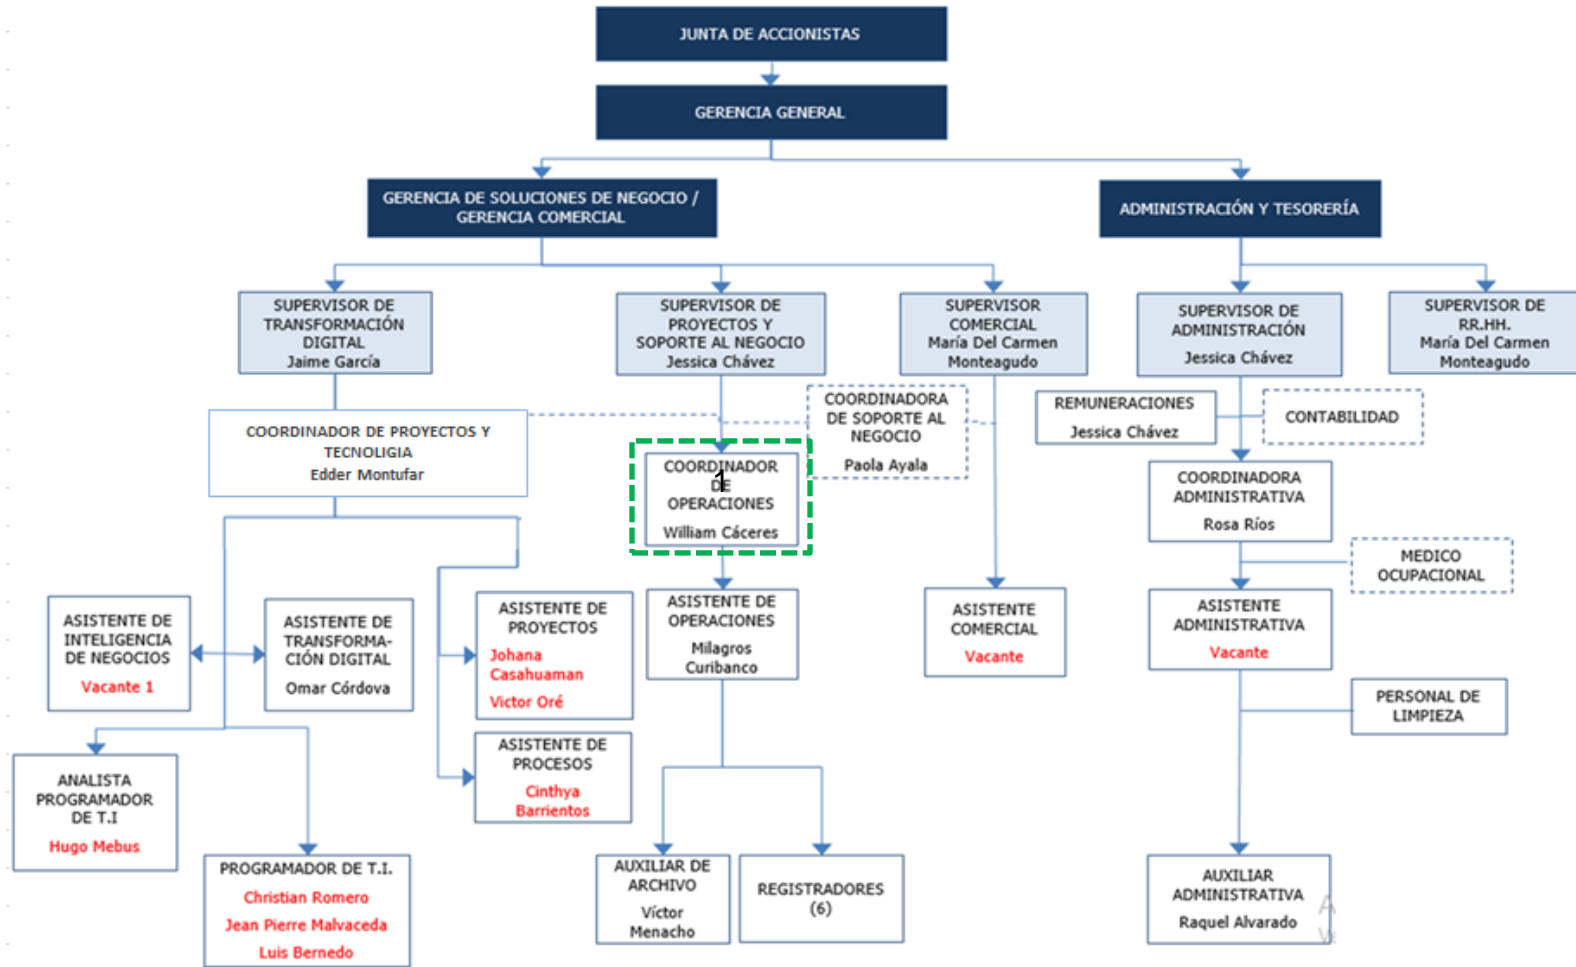 JUNTA DE ACCIONISTAS
GERENCIA GENERAL
GERENCIA DE SOLUCIONES DE NEGOCIO /
GERENCIA COMERCIAL
ADMINISTRACIÓN Y TESORERÍA
SUPERVISOR DE
TRANSFORMACIÓN
DIGITAL
Jaime García
SUPERVISOR DE
PROYECTOS Y
SOPORTE AL NEGOCIO
Jessica Chávez
SUPERVISOR
COMERCIAL
María Del Carmen
Monteagudo
SUPERVISOR DE
ADMINISTRACIÓN
Jessica Chávez
SUPERVISOR DE
RR.HH.
María Del Carmen
Monteagudo
COORDINADOR DE PROYECTOS Y
TECNOLIGIA
Edder Montufar
COORDINADORA
DE SOPORTE AL
NEGOCIO
Paola Ayala
REMUNERACIONES
Jessica Chávez
CONTABILIDAD
COORDINADOR
DE
OPERACIONES
William Cáceres
1
COORDINADORA
ADMINISTRATIVA
Rosa Ríos
MEDICO
OCUPACIONAL
ASISTENTE DE
INTELIGENCIA
DE NEGOCIOS
Vacante 1
ASISTENTE DE
TRANSFORMA-
CIÓN DIGITAL
Omar Córdova
ASISTENTE DE
PROYECTOS
Johana
Casahuaman
Victor Oré
ASISTENTE DE
OPERACIONES
Milagros
Curibanco
ASISTENTE
COMERCIAL
Vacante
ASISTENTE
ADMINISTRATIVA
Vacante
PERSONAL DE
LIMPIEZA
ANALISTA
PROGRAMADOR
DE T.I
Hugo Mebus
ASISTENTE DE
PROCESOS
Cinthya
Barrientos
PROGRAMADOR DE T.I.
Christian Romero
Jean Pierre Malvaceda
Luis Bernedo
AUXILIAR DE
ARCHIVO
Víctor
Menacho
REGISTRADORES
(6)
AUXILIAR
ADMINISTRATIVA
Raquel Alvarado